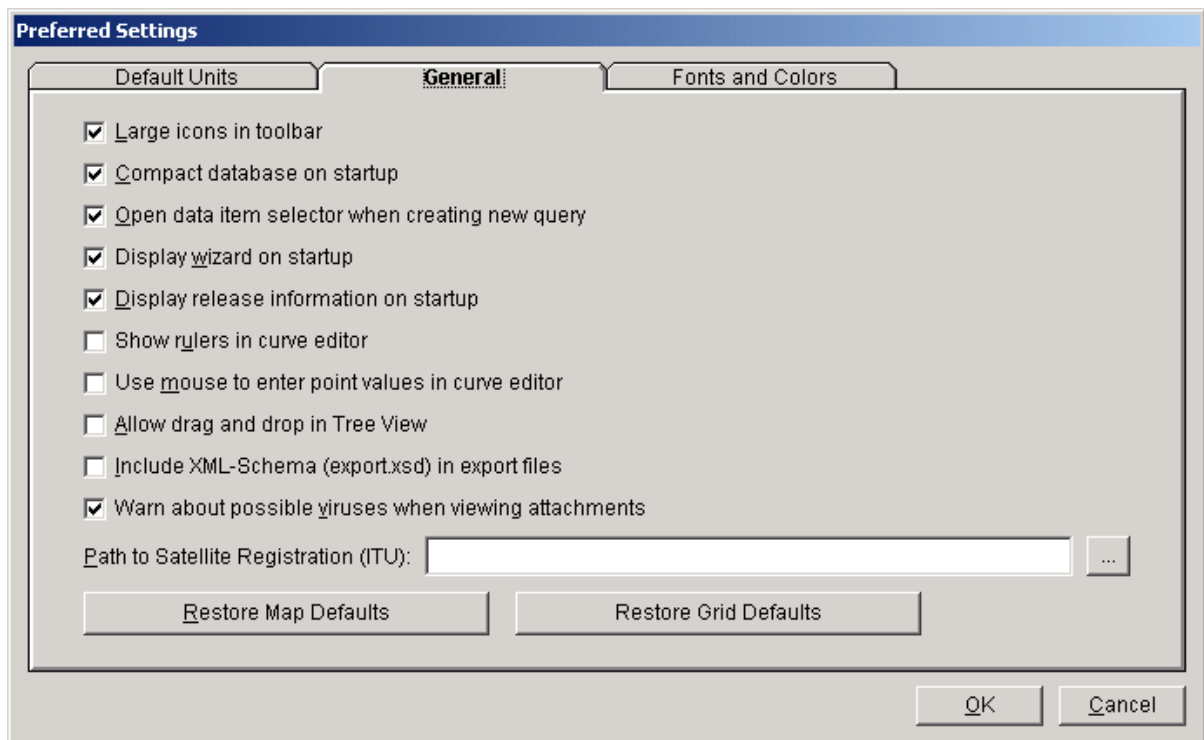 Preferred Settings
Default Units
General
Fonts and Colors
Large icons in toolbar
Compact database on startup
Open data item selector when creating new query
Display wizard on startup
Display release information on startup
Show rulers in curve editor
Use mouse to enter point values in curve editor
Allow drag and drop in Tree View
Include XML-Schema (export.xsd) in export files
Warn about possible viruses when viewing attachments
Path to Satellite Registration (ITU):
...
Restore Map Defaults
Restore Grid Defaults
OK
Cancel